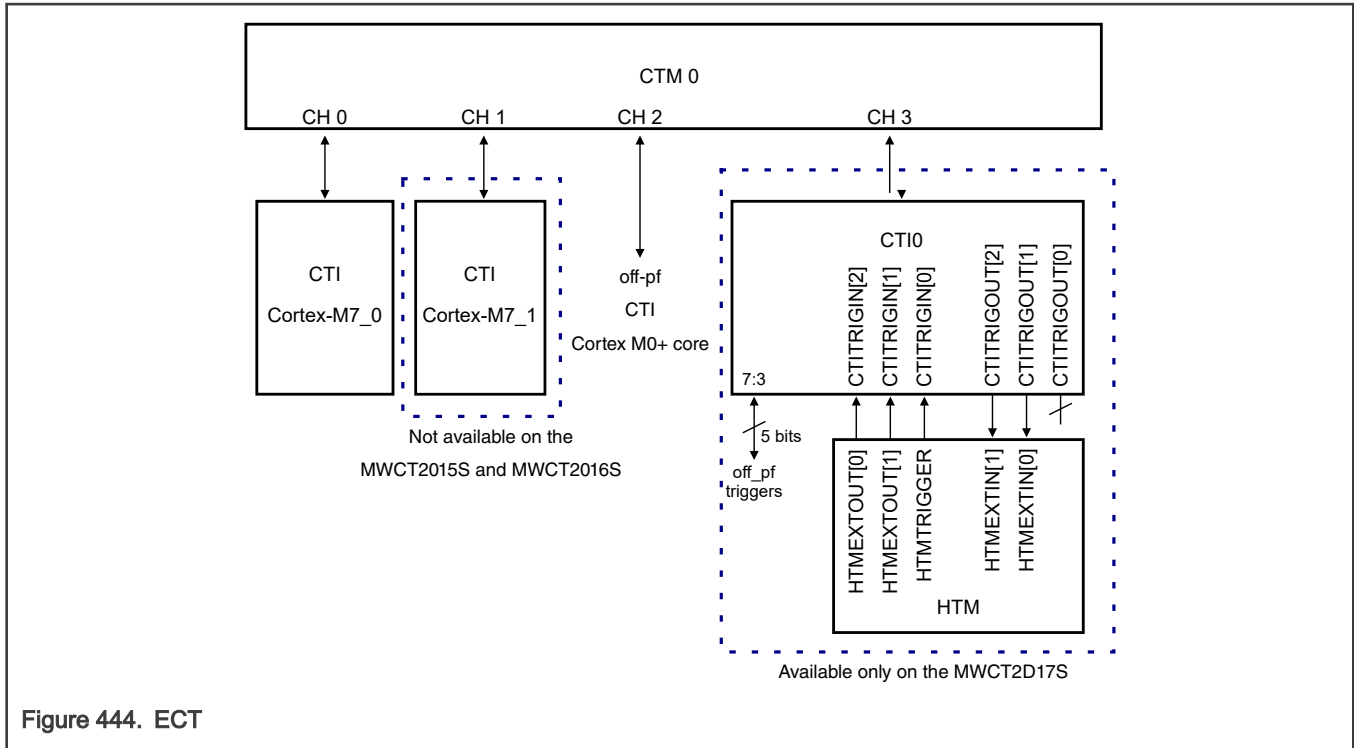 CTM 0
CH 0
CH 1
CH 2
CH 3
CTI
Cortex-M7_0
CTI
Cortex-M7_1
Not available on the
MWCT2015S and MWCT2016S
off-pf
CTI
Cortex M0+ core
CTI0
CTITRIGIN[2]
CTITRIGIN[1]
CTITRIGIN[0]
CTITRIGOUT[2]
CTITRIGOUT[1]
CTITRIGOUT[0]
7:3
5 bits
off_pf
triggers
HTMEXTOUT[0]
HTMEXTOUT[1]
HTMTRIGGER
HTMEXTIN[1]
HTMEXTIN[0]
HTM
Available only on the MWCT2D17S
Figure 444. ECT